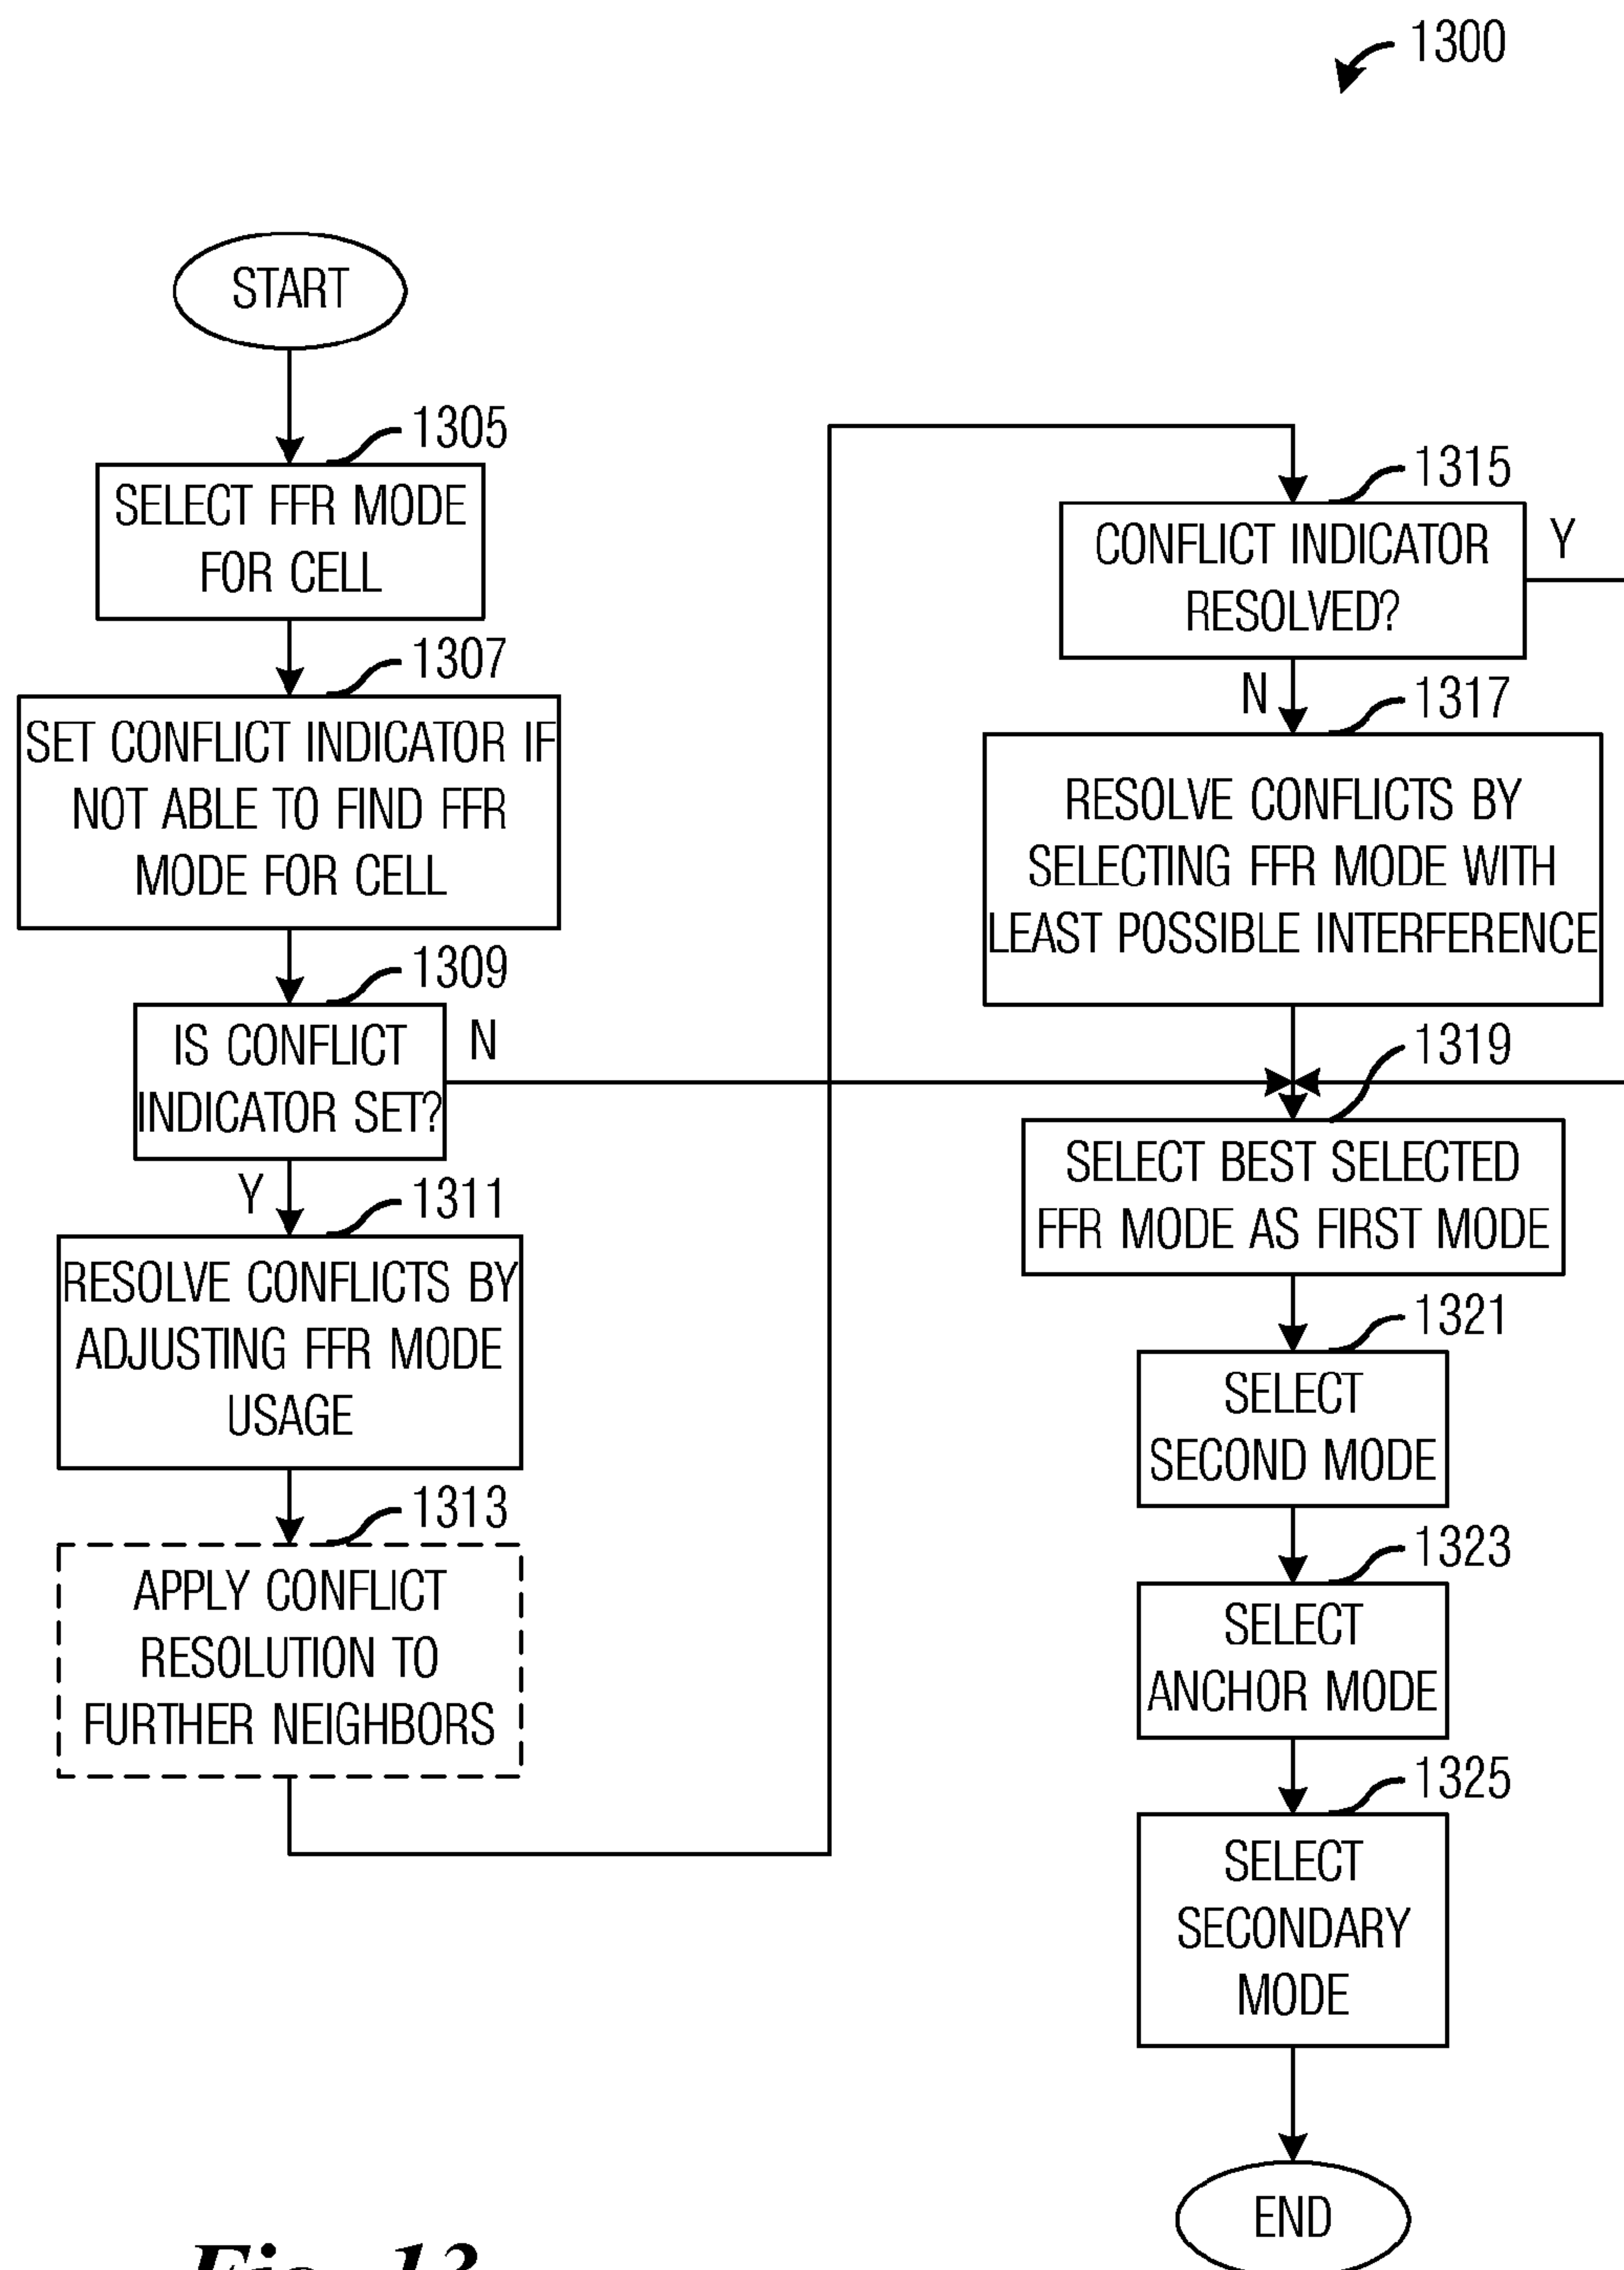 1300
START
1305
SELECT FFR MODE
FOR CELL
1307
SET CONFLICT INDICATOR IF
NOT ABLE TO FIND FFR
MODE FOR CELL
1309
IS CONFLICT
INDICATOR SET?
N
Y
1311
RESOLVE CONFLICTS BY
ADJUSTING FFR MODE
USAGE
1313
APPLY CONFLICT
RESOLUTION TO
FURTHER NEIGHBORS
1315
CONFLICT INDICATOR
RESOLVED?
Y
N
1317
RESOLVE CONFLICTS BY
SELECTING FFR MODE WITH
LEAST POSSIBLE INTERFERENCE
1319
SELECT BEST SELECTED
FFR MODE AS FIRST MODE
1321
SELECT
SECOND MODE
1323
SELECT
ANCHOR MODE
1325
SELECT
SECONDARY
MODE
END
Fig. 13